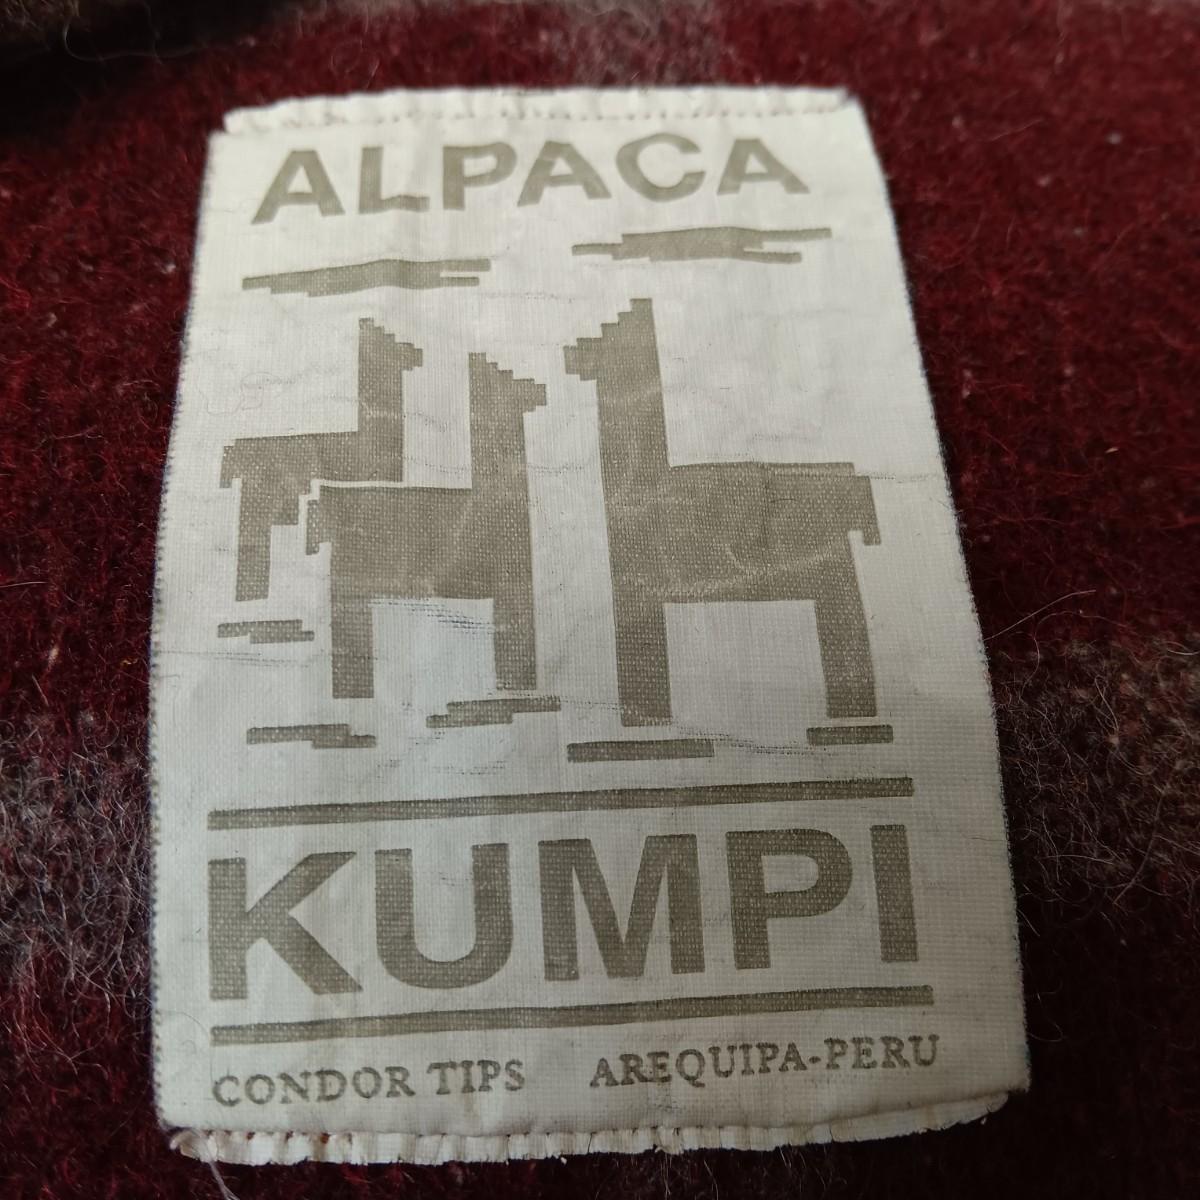 ALPACA
KUMPI
CONDOR TIPS AREQUIPA-PERU